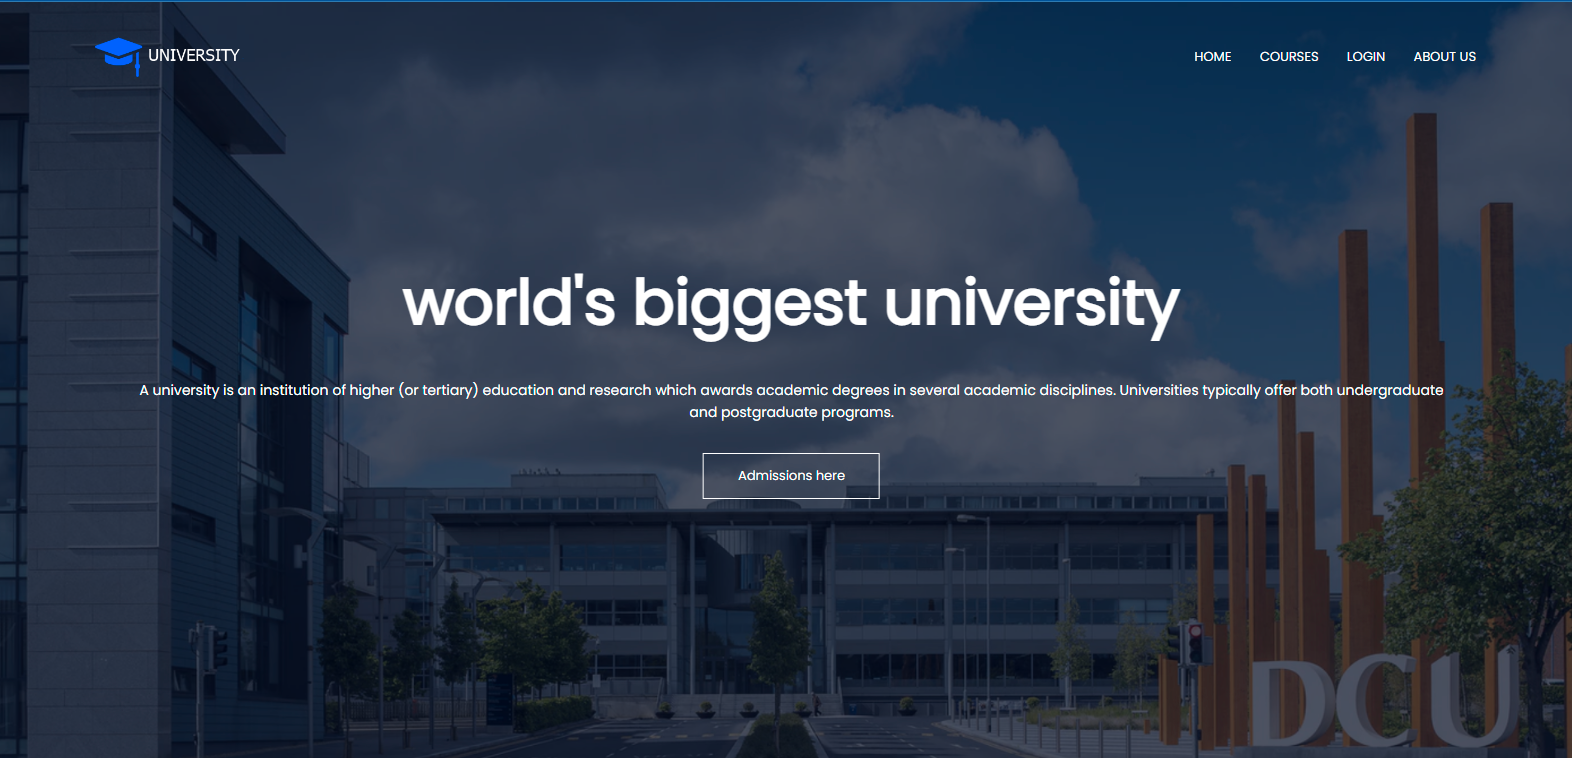 UNIVERSITY
HOME COURSES LOGIN ABOUT US
world's biggest university
A university is an institution of higher (or tertiary) education and research which awards academic degrees in several academic disciplines. Universities typically offer both undergraduate
and postgraduate programs.
Admissions here
DCU